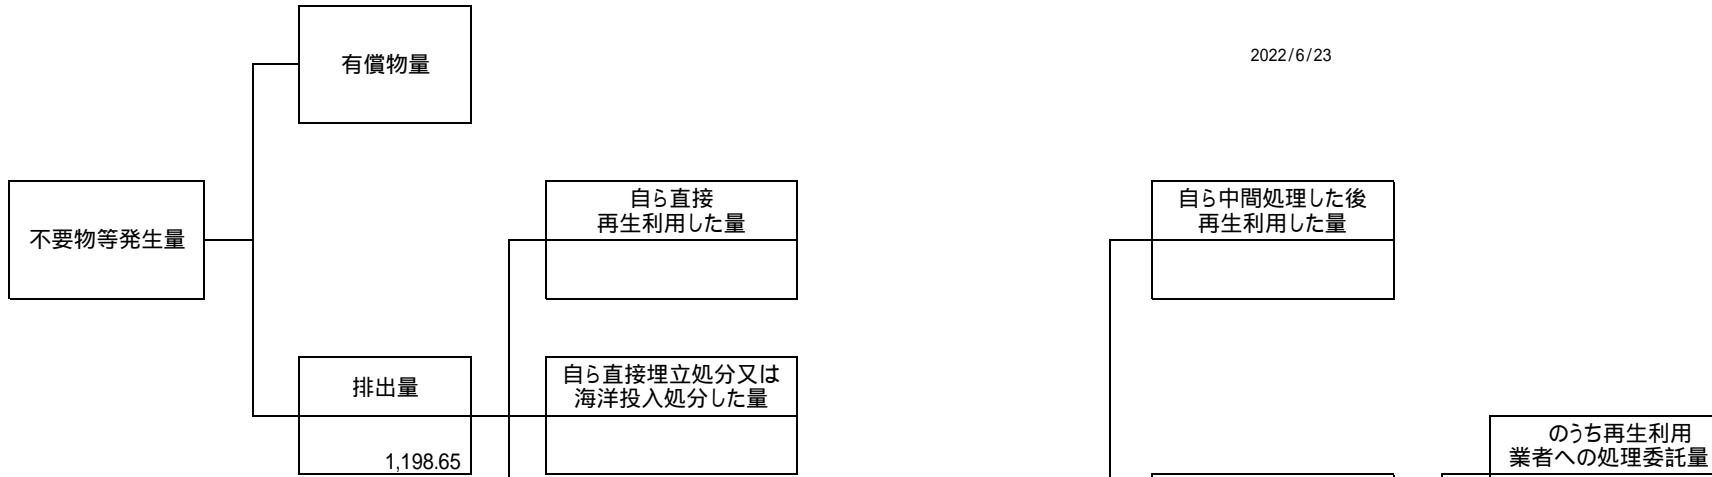 有償物量
2022/6/23
不要物等発生量
自ら直接
再生利用した量
自ら中間処理した後
再生利用した量
排出量
1,198.65
自ら直接埋立処分又は
海洋投入処分した量
のうち再生利用
業者への処理委託量